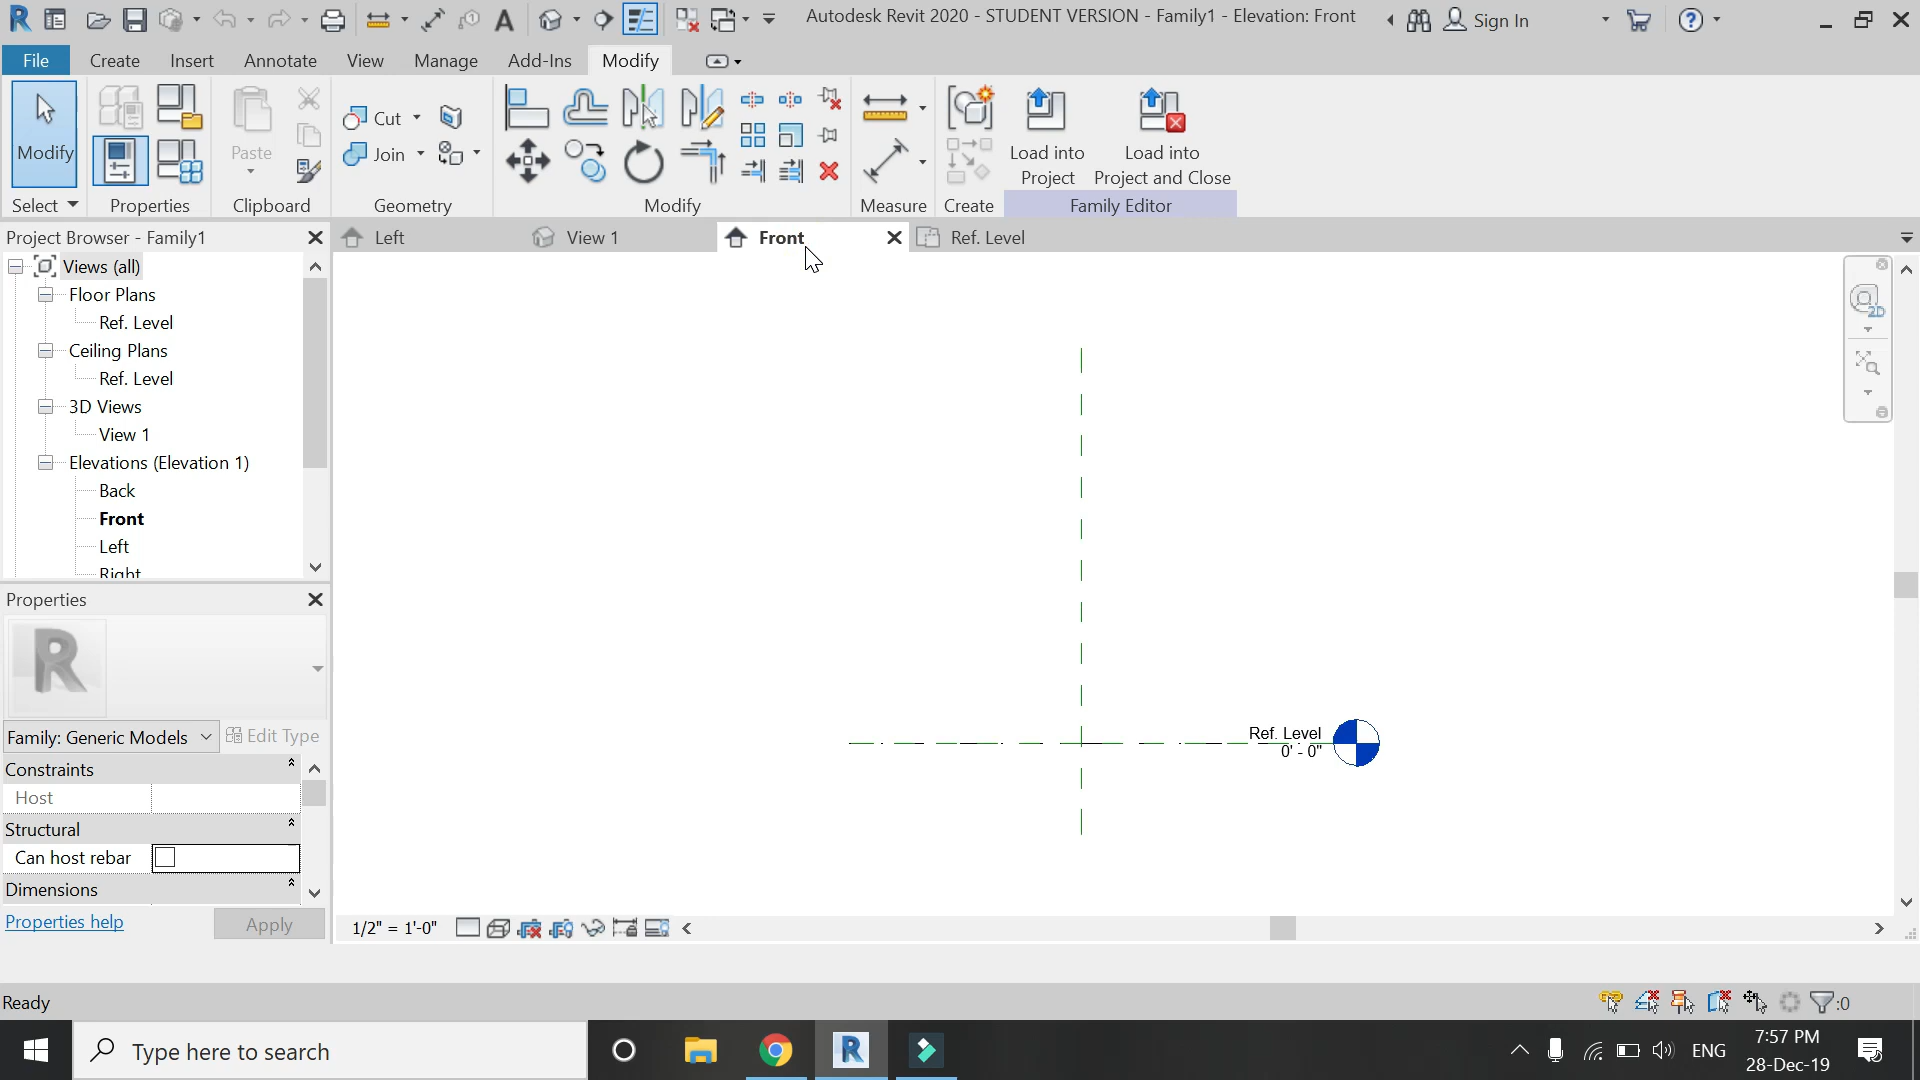 Autodesk Revit 2020 - STUDENT VERSION - Family1 - Elevation: Front
Sign In
File Create Insert Annotate View Manage Add-Ins Modify
Modify
Paste
Cut
Join
Load into
Project
Load into
Project and Close
Select Properties Clipboard Geometry Modify Measure Create Family Editor
Project Browser - Family1
Left View 1 Front Ref. Level
Views (all)
Floor Plans
Ref. Level
Ceiling Plans
Ref. Level
3D Views
View 1
Elevations (Elevation 1)
Back
Front
Left
Right
Properties
Family: Generic Models
Edit Type
Constraints
Host
Structural
Can host rebar
Dimensions
Properties help
Apply
Ref. Level
0' - 0"
1/2" = 1'-0"
Ready
:0
Type here to search
ENG
7:57 PM
28-Dec-19
2D